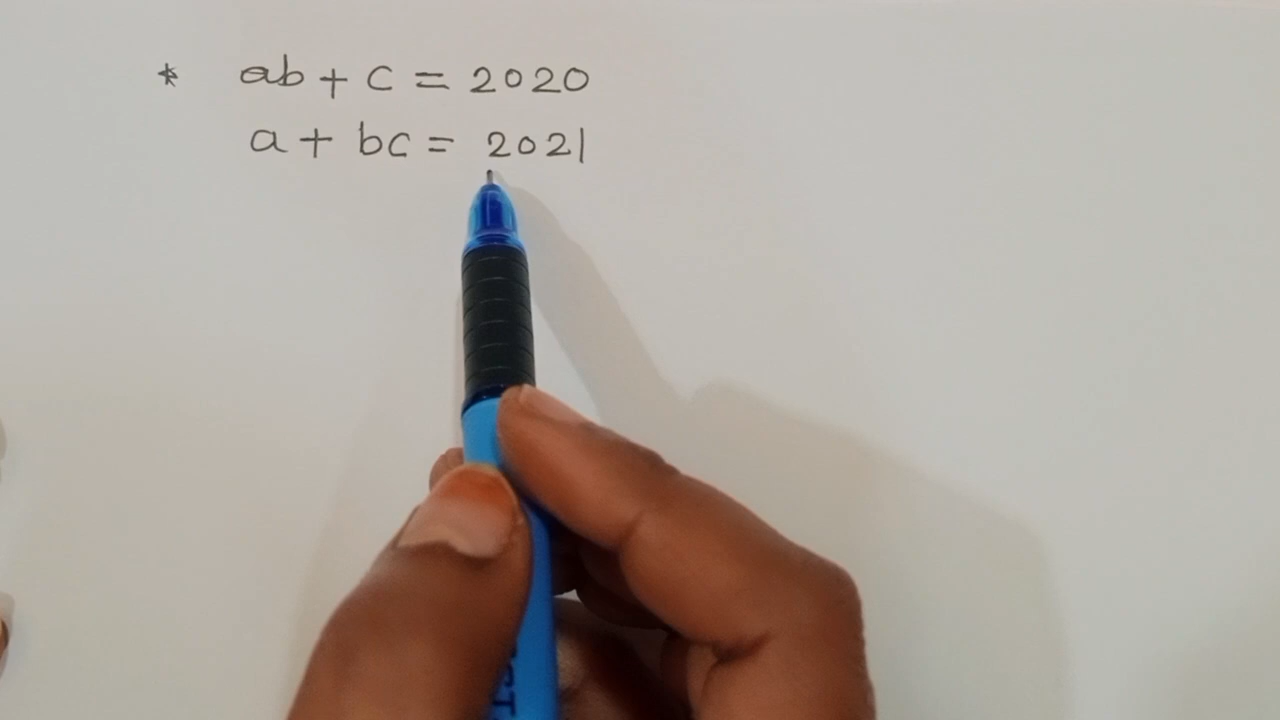 * ab + c = 2020
a + bc = 2021